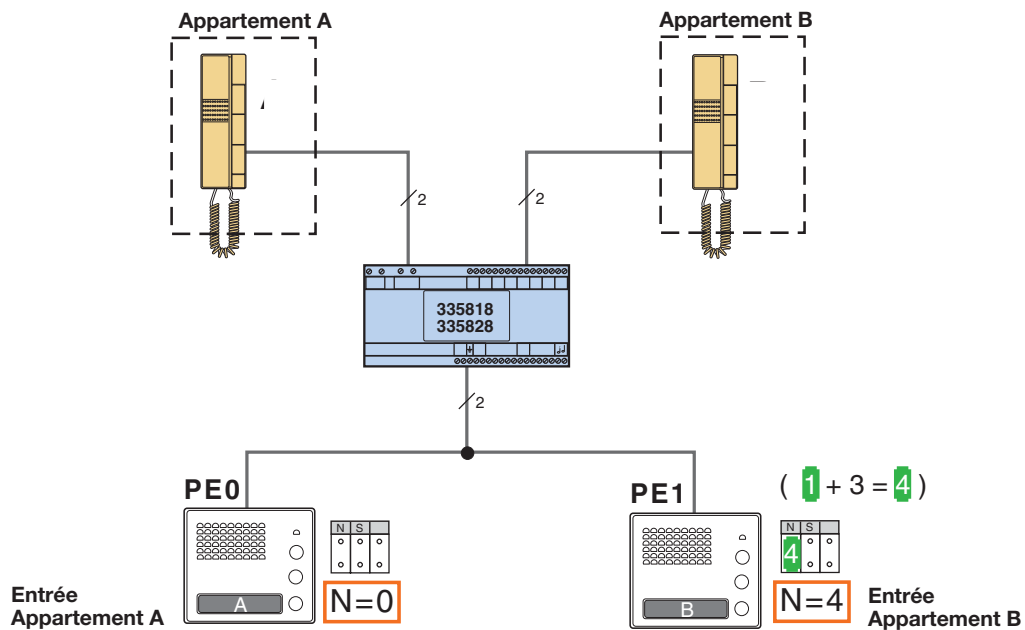 Appartement A
Appartement B
2
2
335818
335828
2
PE0
PE1
( 1 + 3 = 4 )
N S
N S
4
A
N=0
B
N=4
Entrée
Appartement A
Entrée
Appartement B